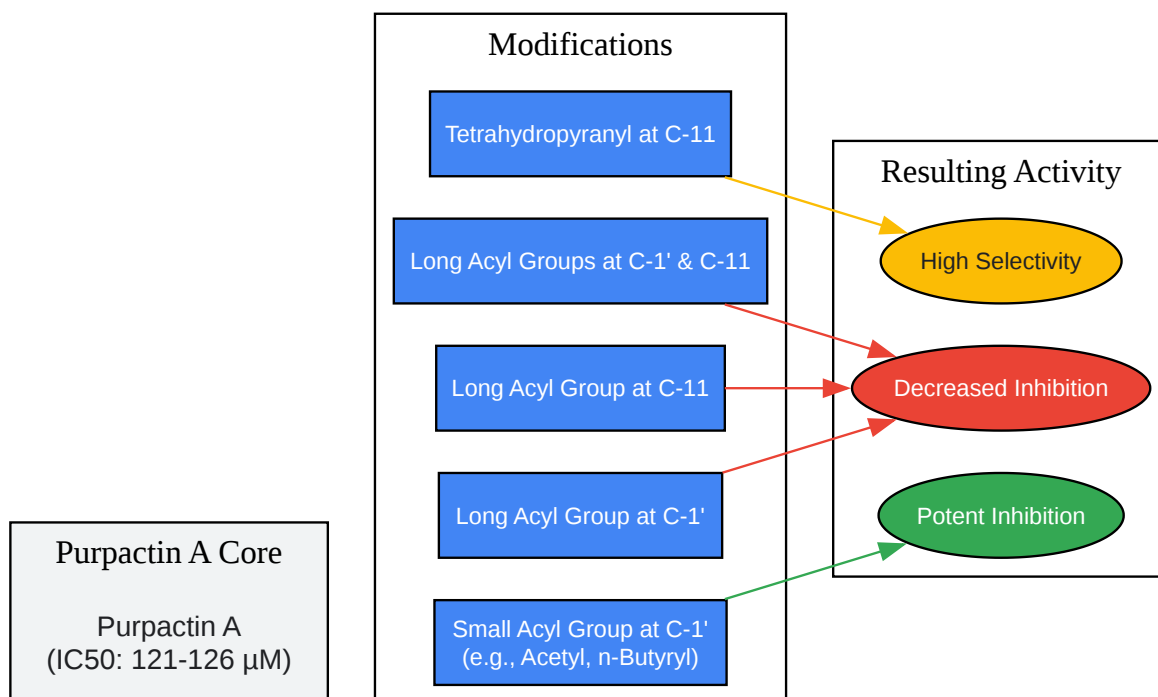 Modifications
Tetrahydropyranyl at C-11
Long Acyl Groups at C-1' & C-11
Long Acyl Group at C-11
Long Acyl Group at C-1'
Small Acyl Group at C-1'
(e.g., Acetyl, n-Butyryl)
Resulting Activity
High Selectivity
Decreased Inhibition
Potent Inhibition
Purpactin A Core
Purpactin A
(IC50: 121-126 µM)